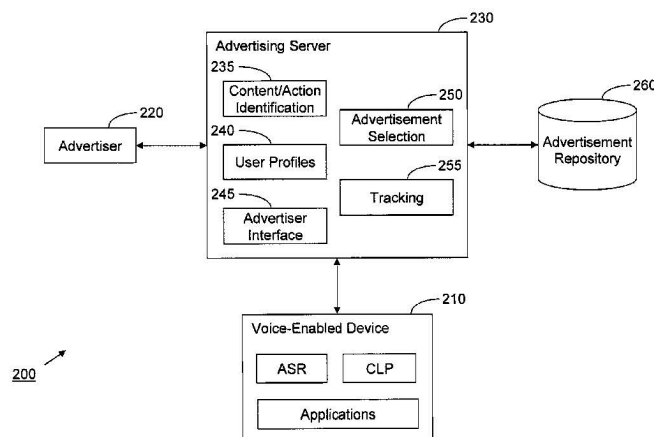 230
Advertising Server
235
Content/Action
Identification
250
Advertisement
Selection
260
Advertisement
Repository
220
Advertiser
240
User Profiles
255
Tracking
245
Advertiser
Interface
210
Voice-Enabled Device
ASR
CLP
Applications
200